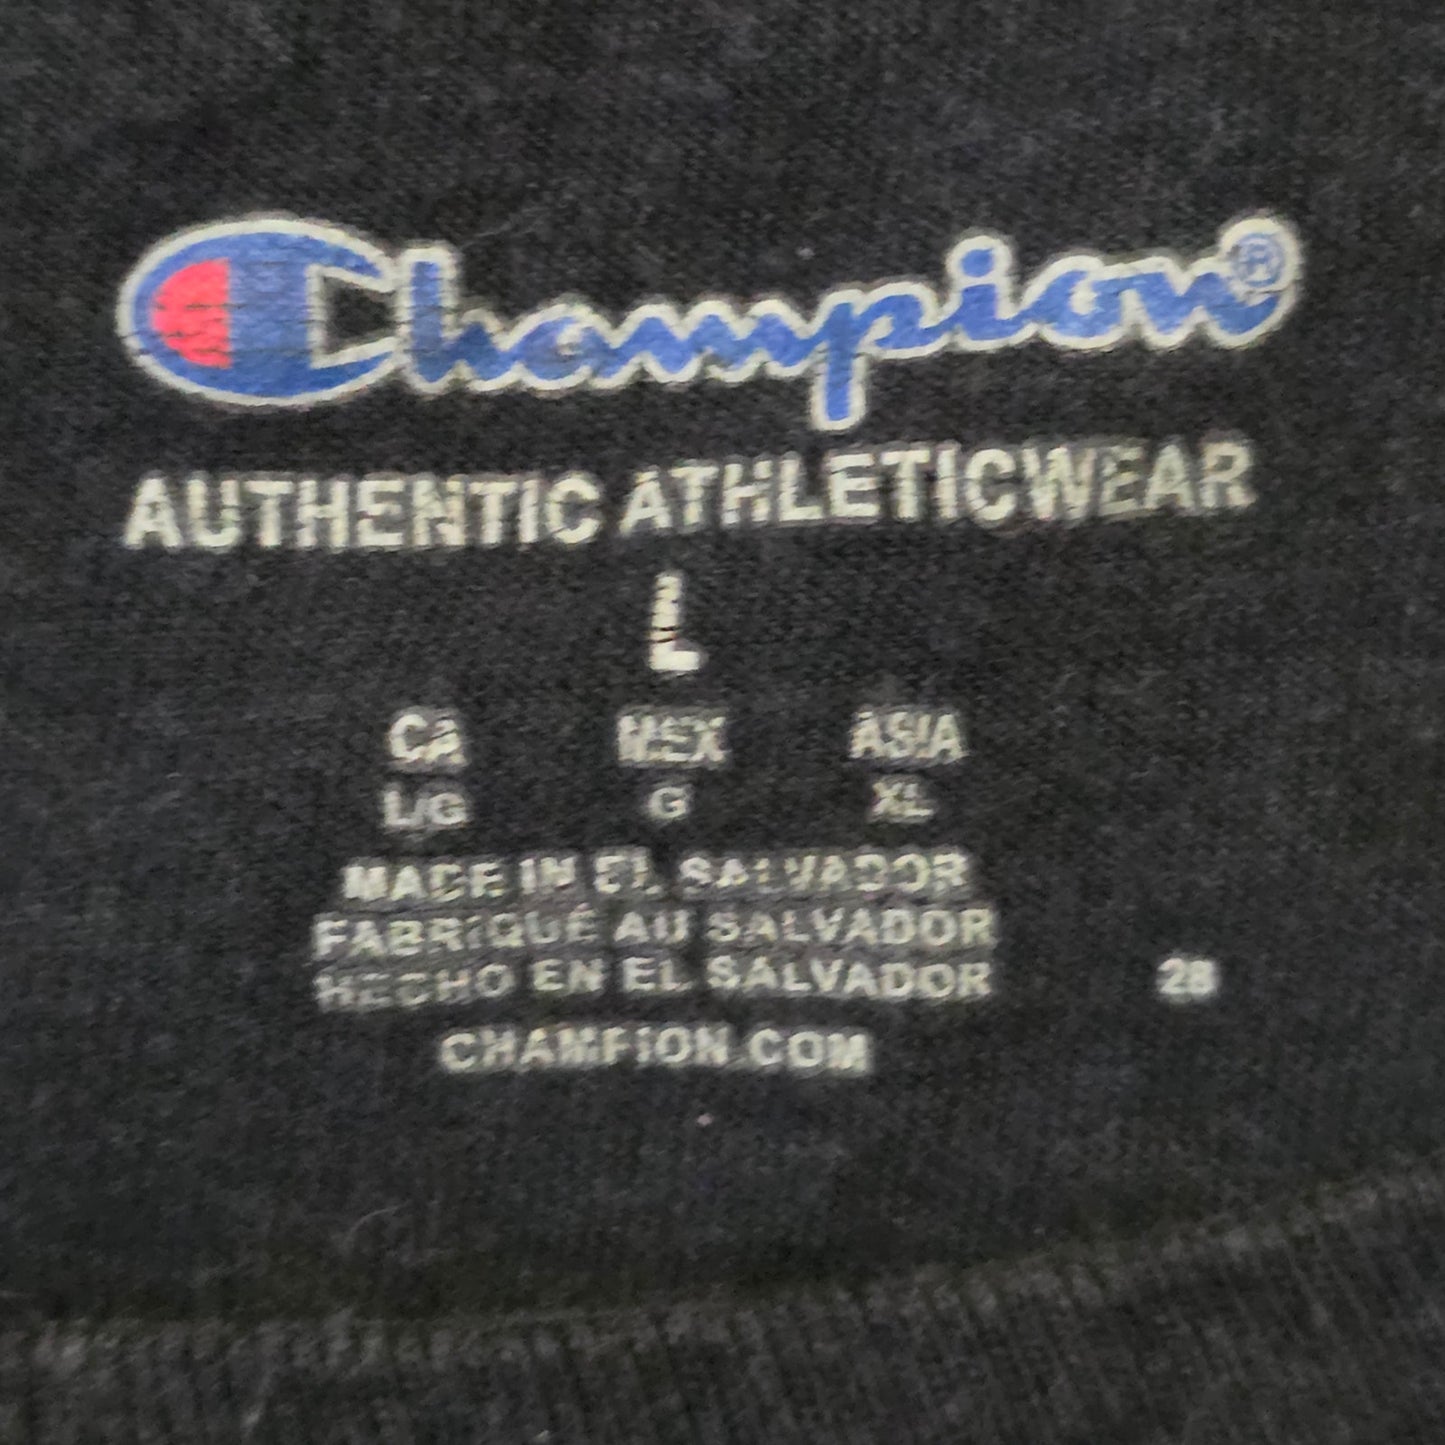 Champion®
AUTHENTIC ATHLETICWEAR
L
CA MEX ASIA
L/G G XL
MADE IN EL SALVADOR
FABRIQUÉ AU SALVADOR
HECHO EN EL SALVADOR
28
CHAMPION.COM